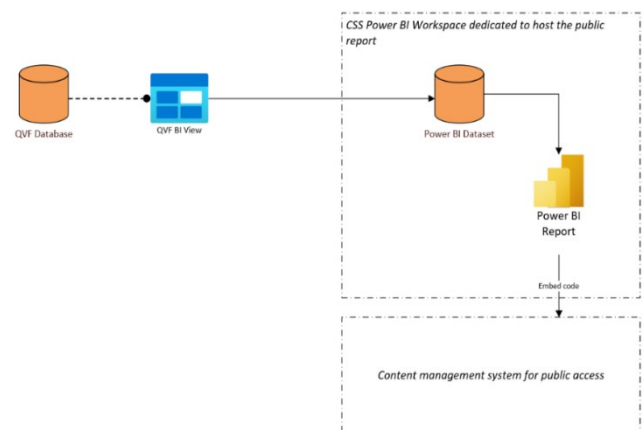 CSS Power BI Workspace dedicated to host the public
report
QVF Database
QVF BI View
Power BI Dataset
Power BI
Report
Embed code
Content management system for public access